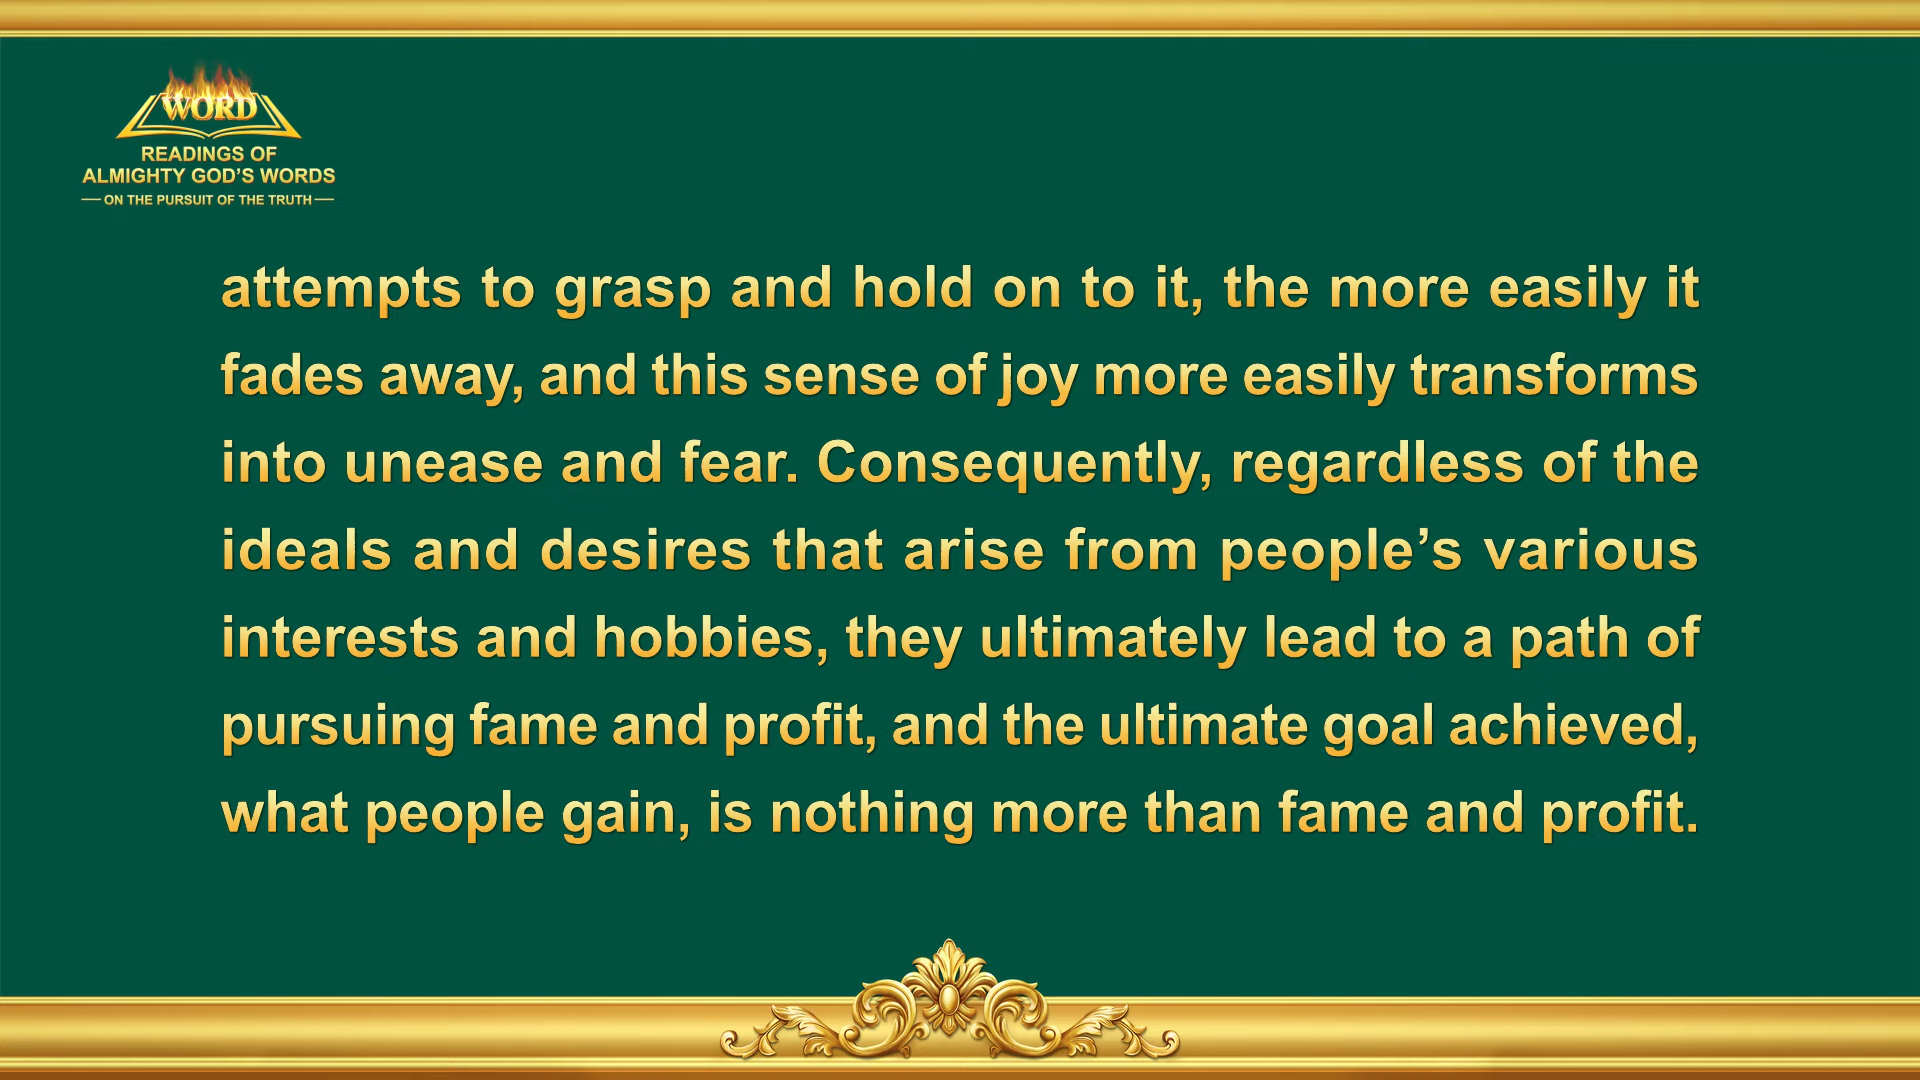 WORD
READINGS OF
ALMIGHTY GOD’S WORDS
ON THE PURSUIT OF THE TRUTH
attempts to grasp and hold on to it, the more easily it
fades away, and this sense of joy more easily transforms
into unease and fear. Consequently, regardless of the
ideals and desires that arise from people’s various
interests and hobbies, they ultimately lead to a path of
pursuing fame and profit, and the ultimate goal achieved,
what people gain, is nothing more than fame and profit.